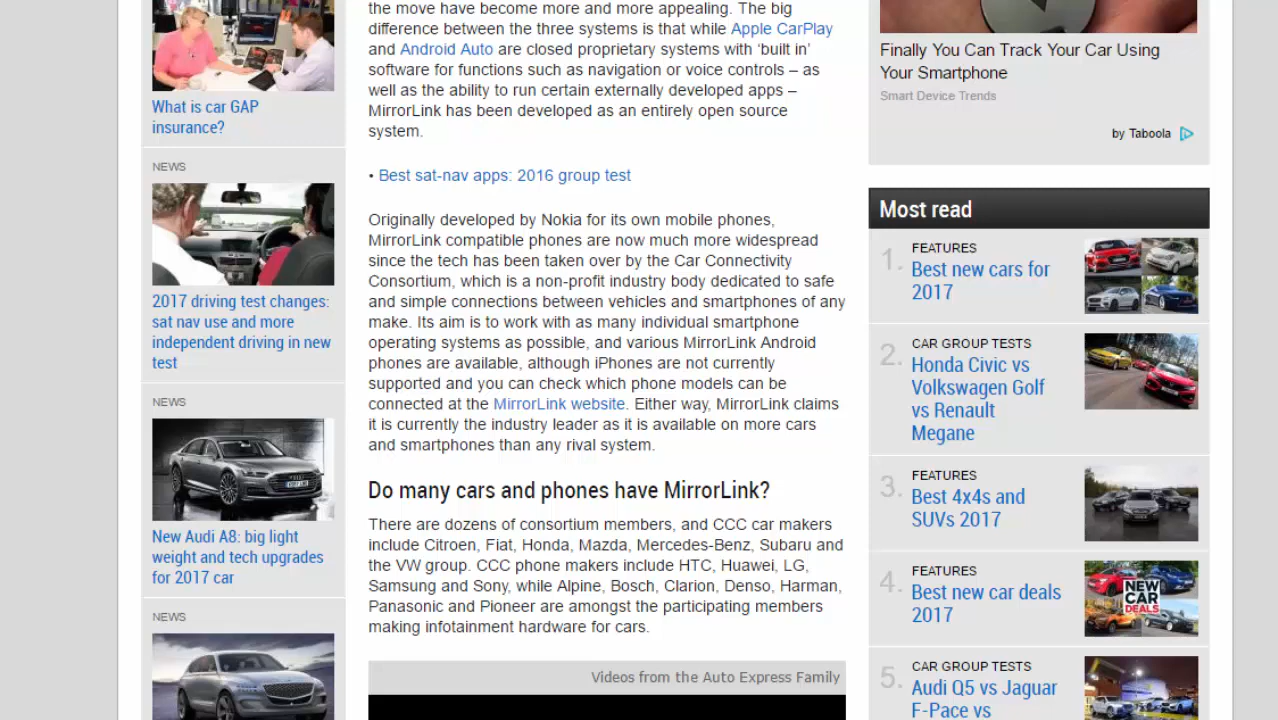 What is car GAP
insurance?
NEWS
2017 driving test changes:
sat nav use and more
independent driving in new
test
NEWS
New Audi A8: big light
weight and tech upgrades
for 2017 car
NEWS
the move have become more and more appealing. The big
difference between the three systems is that while Apple CarPlay
and Android Auto are closed proprietary systems with ‘built in’
software for functions such as navigation or voice controls – as
well as the ability to run certain externally developed apps –
MirrorLink has been developed as an entirely open source
system.
• Best sat-nav apps: 2016 group test
Originally developed by Nokia for its own mobile phones,
MirrorLink compatible phones are now much more widespread
since the tech has been taken over by the Car Connectivity
Consortium, which is a non-profit industry body dedicated to safe
and simple connections between vehicles and smartphones of any
make. Its aim is to work with as many individual smartphone
operating systems as possible, and various MirrorLink Android
phones are available, although iPhones are not currently
supported and you can check which phone models can be
connected at the MirrorLink website. Either way, MirrorLink claims
it is currently the industry leader as it is available on more cars
and smartphones than any rival system.
Do many cars and phones have MirrorLink?
There are dozens of consortium members, and CCC car makers
include Citroen, Fiat, Honda, Mazda, Mercedes-Benz, Subaru and
the VW group. CCC phone makers include HTC, Huawei, LG,
Samsung and Sony, while Alpine, Bosch, Clarion, Denso, Harman,
Panasonic and Pioneer are amongst the participating members
making infotainment hardware for cars.
Videos from the Auto Express Family
Finally You Can Track Your Car Using
Your Smartphone
Smart Device Trends
by Taboola
Most read
1. FEATURES
Best new cars for
2017
2. CAR GROUP TESTS
Honda Civic vs
Volkswagen Golf
vs Renault
Megane
3. FEATURES
Best 4x4s and
SUVs 2017
4. FEATURES
Best new car deals
2017
NEW
CAR
DEALS
5. CAR GROUP TESTS
Audi Q5 vs Jaguar
F-Pace vs